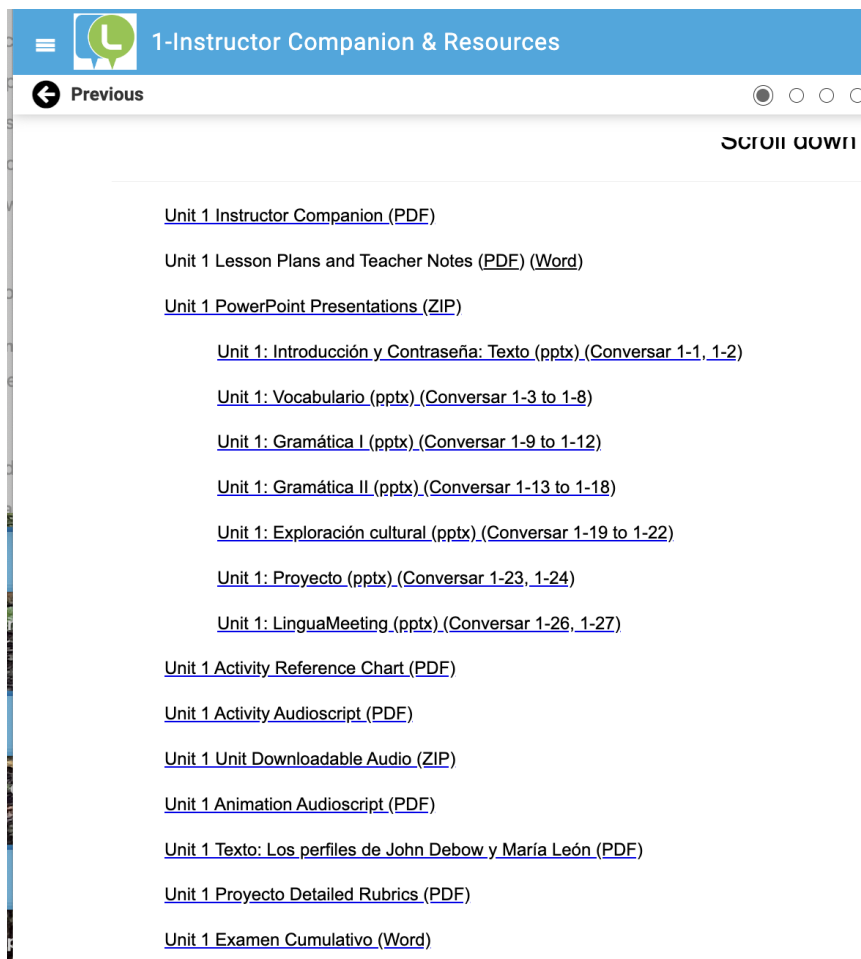 1-Instructor Companion & Resources
Previous
Scroll down
Unit 1 Instructor Companion (PDF)
Unit 1 Lesson Plans and Teacher Notes (PDF) (Word)
Unit 1 PowerPoint Presentations (ZIP)
Unit 1: Introducción y Contraseña: Texto (pptx) (Conversar 1-1, 1-2)
Unit 1: Vocabulario (pptx) (Conversar 1-3 to 1-8)
Unit 1: Gramática I (pptx) (Conversar 1-9 to 1-12)
Unit 1: Gramática II (pptx) (Conversar 1-13 to 1-18)
Unit 1: Exploración cultural (pptx) (Conversar 1-19 to 1-22)
Unit 1: Proyecto (pptx) (Conversar 1-23, 1-24)
Unit 1: LinguaMeeting (pptx) (Conversar 1-26, 1-27)
Unit 1 Activity Reference Chart (PDF)
Unit 1 Activity Audioscript (PDF)
Unit 1 Unit Downloadable Audio (ZIP)
Unit 1 Animation Audioscript (PDF)
Unit 1 Texto: Los perfiles de John Debow y María León (PDF)
Unit 1 Proyecto Detailed Rubrics (PDF)
Unit 1 Examen Cumulativo (Word)